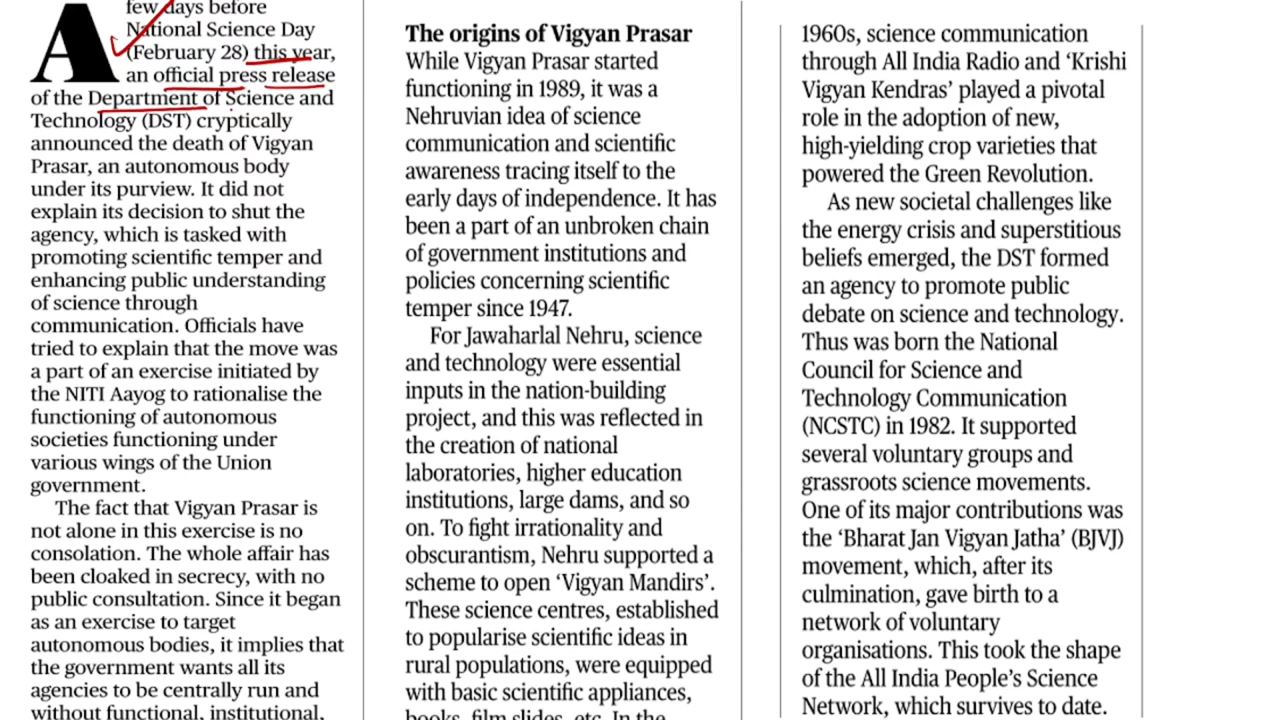 A few days before
National Science Day
(February 28) this year,
an official press release
of the Department of Science and
Technology (DST) cryptically
announced the death of Vigyan
Prasar, an autonomous body
under its purview. It did not
explain its decision to shut the
agency, which is tasked with
promoting scientific temper and
enhancing public understanding
of science through
communication. Officials have
tried to explain that the move was
a part of an exercise initiated by
the NITI Aayog to rationalise the
functioning of autonomous
societies functioning under
various wings of the Union
government.
The fact that Vigyan Prasar is
not alone in this exercise is no
consolation. The whole affair has
been cloaked in secrecy, with no
public consultation. Since it began
as an exercise to target
autonomous bodies, it implies that
the government wants all its
agencies to be centrally run and
without functional, institutional,
The origins of Vigyan Prasar
While Vigyan Prasar started
functioning in 1989, it was a
Nehruvian idea of science
communication and scientific
awareness tracing itself to the
early days of independence. It has
been a part of an unbroken chain
of government institutions and
policies concerning scientific
temper since 1947.
For Jawaharlal Nehru, science
and technology were essential
inputs in the nation-building
project, and this was reflected in
the creation of national
laboratories, higher education
institutions, large dams, and so
on. To fight irrationality and
obscurantism, Nehru supported a
scheme to open ‘Vigyan Mandirs’.
These science centres, established
to popularise scientific ideas in
rural populations, were equipped
with basic scientific appliances,
books, film slides, etc. In the
1960s, science communication
through All India Radio and ‘Krishi
Vigyan Kendras’ played a pivotal
role in the adoption of new,
high-yielding crop varieties that
powered the Green Revolution.
As new societal challenges like
the energy crisis and superstitious
beliefs emerged, the DST formed
an agency to promote public
debate on science and technology.
Thus was born the National
Council for Science and
Technology Communication
(NCSTC) in 1982. It supported
several voluntary groups and
grassroots science movements.
One of its major contributions was
the ‘Bharat Jan Vigyan Jatha’ (BJVJ)
movement, which, after its
culmination, gave birth to a
network of voluntary
organisations. This took the shape
of the All India People’s Science
Network, which survives to date.